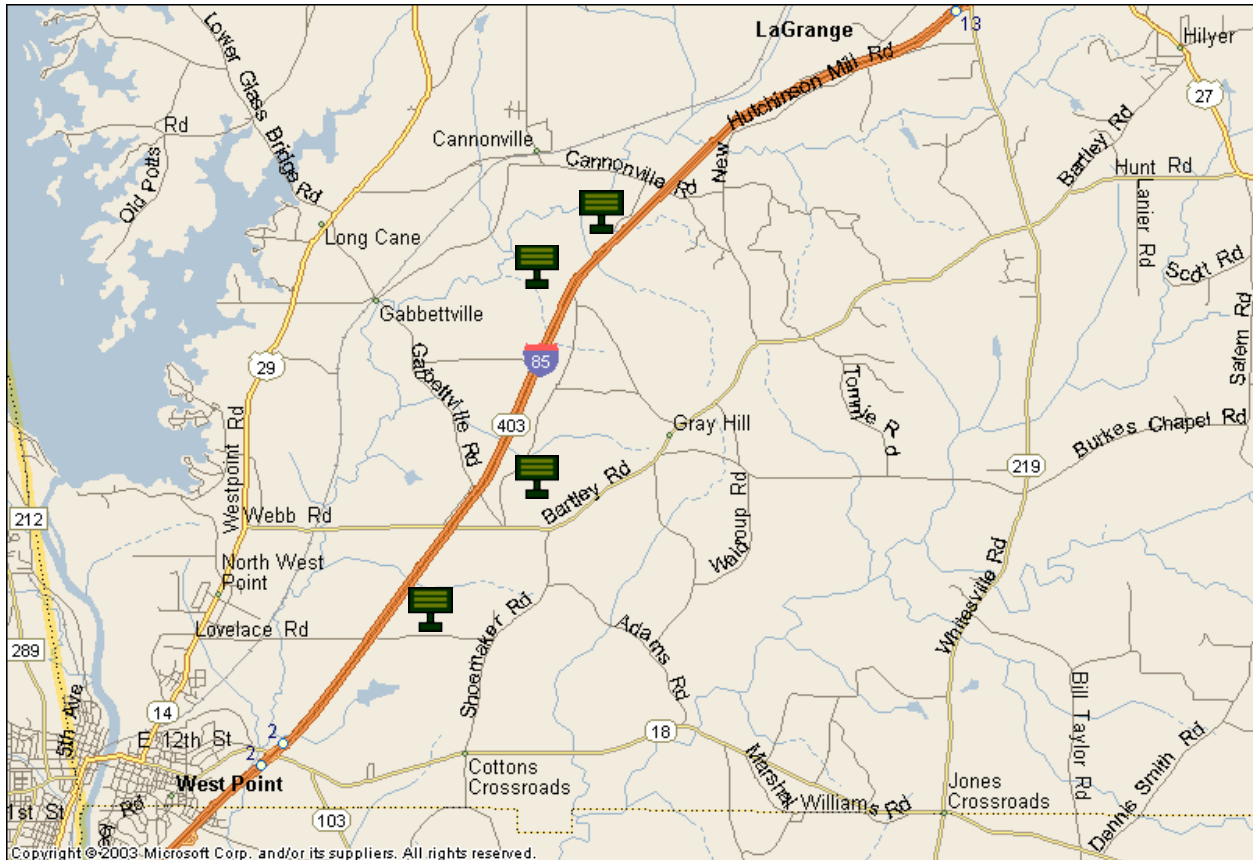 LaGrange
13
Hilyer
27
Lower Glass Bridge Rd
Hutchinson Mill Rd
Rd
Old Potts
Cannonville
Cannonville Rd
New
Bartley Rd
Hunt Rd
Lanier Rd
Scott Rd
Long Cane
Gabbettville
Salem Rd
29
85
Gabbettville Rd
Tommie Rd
403
Gray Hill
Burkes Chapel Rd
Westpoint Rd
219
212
Webb Rd
Bartley Rd
Waldrup Rd
North West
Point
Lovelace Rd
Shoemaker Rd
Adams Rd
Whitesville Rd
289
5th Ave
14
E 12th St
2
2
18
Bill Taylor Rd
Dennis Smith Rd
West Point
Cottons
Crossroads
Marshal
Williams Rd
Jones
Crossroads
1st St
Rd
103
Copyright © 2003 Microsoft Corp. and/or its suppliers. All rights reserved.